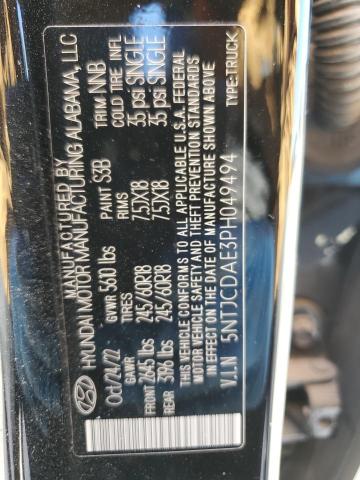 MANUFACTURED BY
HYUNDAI MOTOR MANUFACTURING ALABAMA, LLC
Oct/24/22 PAINT S3B TRIM NNB
GVWR 5610 lbs
GAWR TIRES RIMS COLD TIRE INFL
FRONT 2645 lbs 245/60R18 7.5JX18 35 psi SINGLE
REAR 3196 lbs 245/60R18 7.5JX18 35 psi SINGLE
THIS VEHICLE CONFORMS TO ALL APPLICABLE U.S.A. FEDERAL
MOTOR VEHICLE SAFETY AND THEFT PREVENTION STANDARDS
IN EFFECT ON THE DATE OF MANUFACTURE SHOWN ABOVE.
V.I.N 5NTJCDAE3PH049494 TYPE:TRUCK